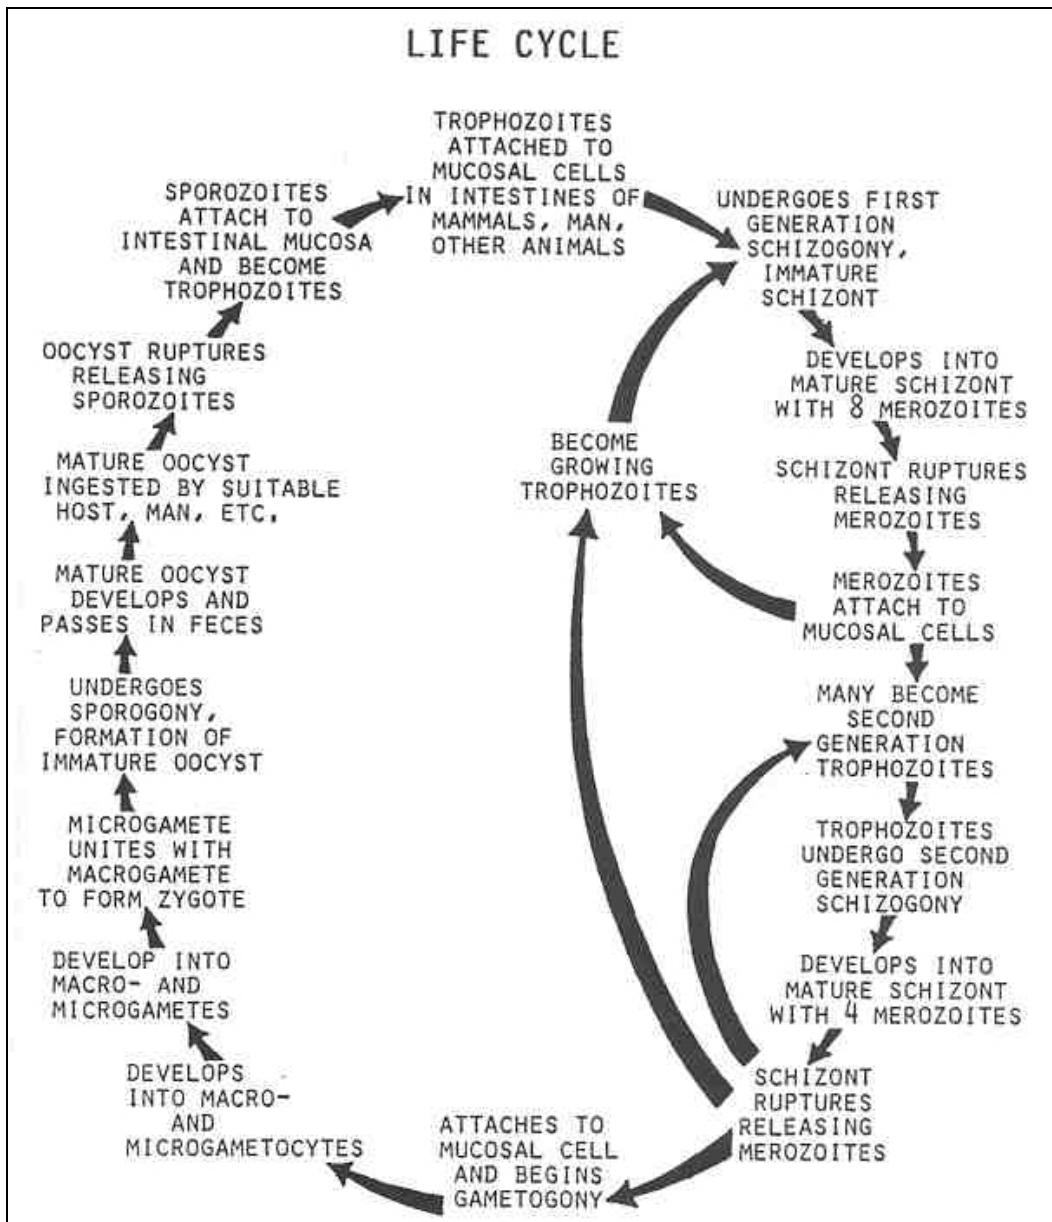 LIFE CYCLE
TROPHOZOITES
ATTACHED TO
MUCOSAL CELLS
IN INTESTINES OF
MAMMALS, MAN,
OTHER ANIMALS
UNDERGOES FIRST
GENERATION
SCHIZOGONY,
IMMATURE
SCHIZONT
DEVELOPS INTO
MATURE SCHIZONT
WITH 8 MEROZOITES
SCHIZONT RUPTURES
RELEASING
MEROZOITES
MEROZOITES
ATTACH TO
MUCOSAL CELLS
BECOME
GROWING
TROPHOZOITES
MANY BECOME
SECOND
GENERATION
TROPHOZOITES
TROPHOZOITES
UNDERGO SECOND
GENERATION
SCHIZOGONY
DEVELOPS INTO
MATURE SCHIZONT
WITH 4 MEROZOITES
SCHIZONT
RUPTURES
RELEASING
MEROZOITES
ATTACHES TO
MUCOSAL CELL
AND BEGINS
GAMETOGONY
DEVELOPS
INTO MACRO-
AND
MICROGAMETOCYTES
DEVELOP INTO
MACRO- AND
MICROGAMETES
MICROGAMETE
UNITES WITH
MACROGAMETE
TO FORM ZYGOTE
UNDERGOES
SPOROGONY,
FORMATION OF
IMMATURE OOCYST
MATURE OOCYST
DEVELOPS AND
PASSES IN FECES
MATURE OOCYST
INGESTED BY SUITABLE
HOST, MAN, ETC.
OOCYST RUPTURES
RELEASING
SPOROZOITES
SPOROZOITES
ATTACH TO
INTESTINAL MUCOSA
AND BECOME
TROPHOZOITES